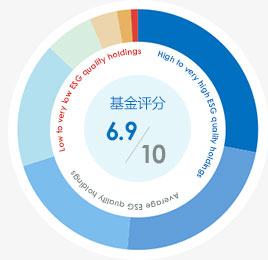 Low to very low ESG quality holdings
High to very high ESG quality holdings
基金评分
6.9
10
Average ESG quality holdings